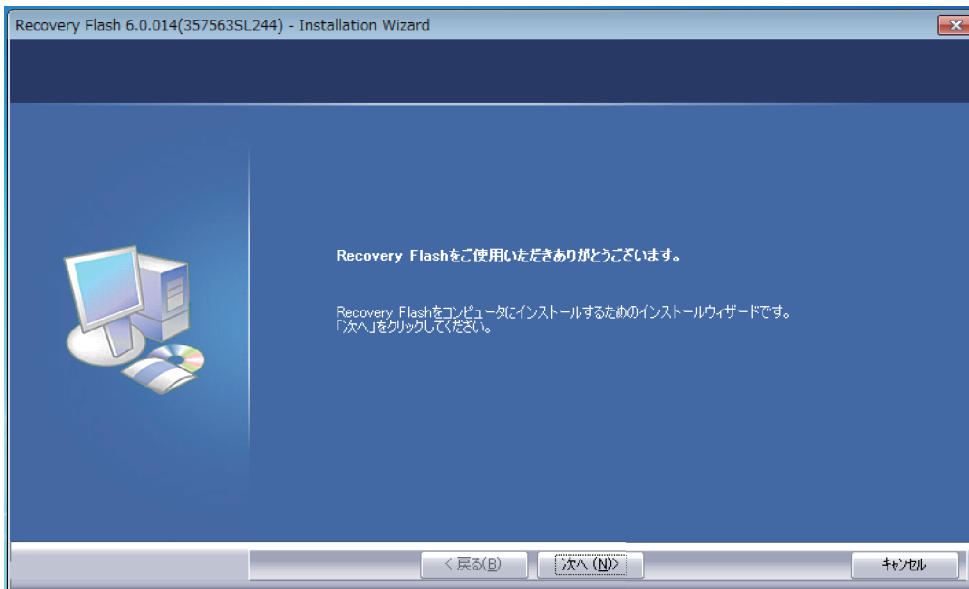 Recovery Flash 6.0.014(357563SL244) - Installation Wizard
Recovery Flashをご使用いただきありがとうございます。
Recovery Flashをコンピュータにインストールするためのインストールウィザードです。
「次へ」をクリックしてください。
< 戻る(B)
次へ (N)>
キャンセル